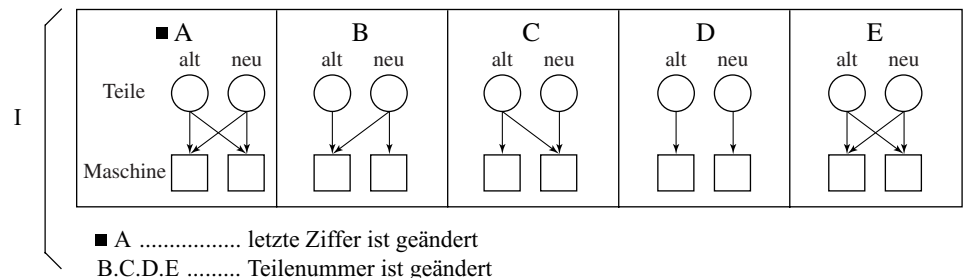 ■ A B C D E
alt neu alt neu alt neu alt neu alt neu
Teile
I
Maschine
■ A ................. letzte Ziffer ist geändert
B.C.D.E ......... Teilenummer ist geändert